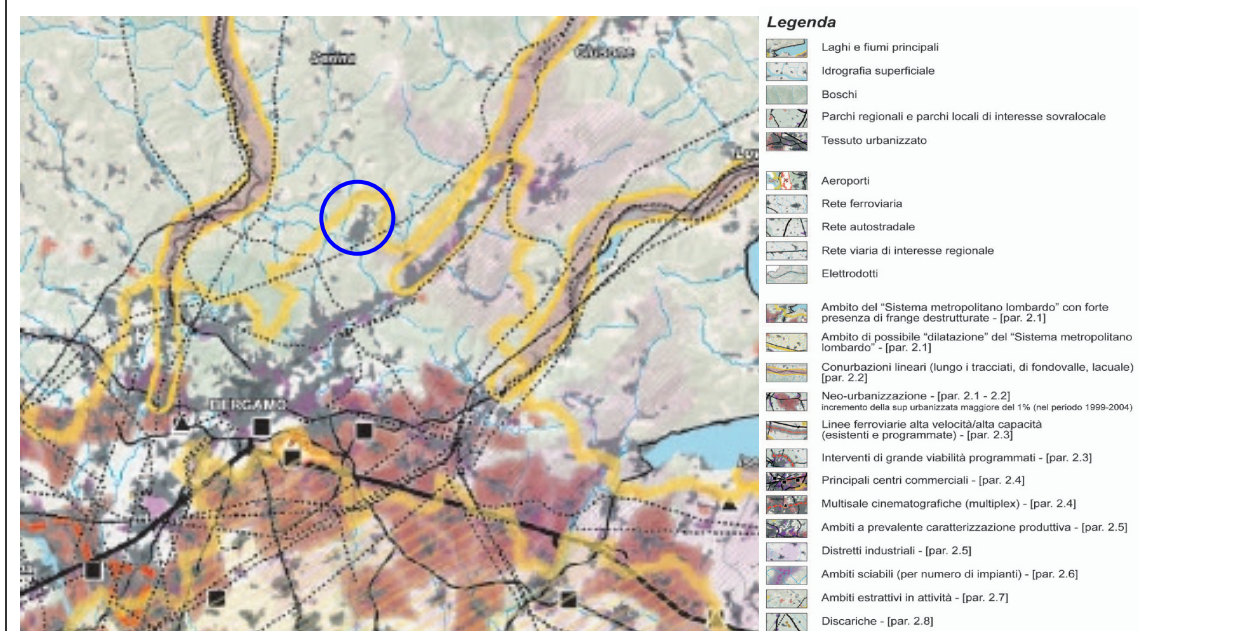 Legenda
Laghi e fiumi principali
Idrografia superficiale
Boschi
Parchi regionali e parchi locali di interesse sovralocale
Tessuto urbanizzato
Aeroporti
Rete ferroviaria
Rete autostradale
Rete viaria di interesse regionale
Elettrodotti
Ambito del “Sistema metropolitano lombardo” con forte
presenza di frange destrutturate - [par. 2.1]
Ambito di possibile “dilatazione” del “Sistema metropolitano
lombardo” - [par. 2.1]
Conurbazioni lineari (lungo i tracciati, di fondovalle, lacuale)
[par. 2.2]
Neo-urbanizzazione - [par. 2.1 - 2.2]
incremento della sup urbanizzata maggiore del 1% (nel periodo 1999-2004)
Linee ferroviarie alta velocità/alta capacità
(esistenti e programmate) - [par. 2.3]
Interventi di grande viabilità programmati - [par. 2.3]
Principali centri commerciali - [par. 2.4]
Multisale cinematografiche (multiplex) - [par. 2.4]
Ambiti a prevalente caratterizzazione produttiva - [par. 2.5]
Distretti industriali - [par. 2.5]
Ambiti sciabili (per numero di impianti) - [par. 2.6]
Ambiti estrattivi in attività - [par. 2.7]
Discariche - [par. 2.8]
Clusone
BERGAMO